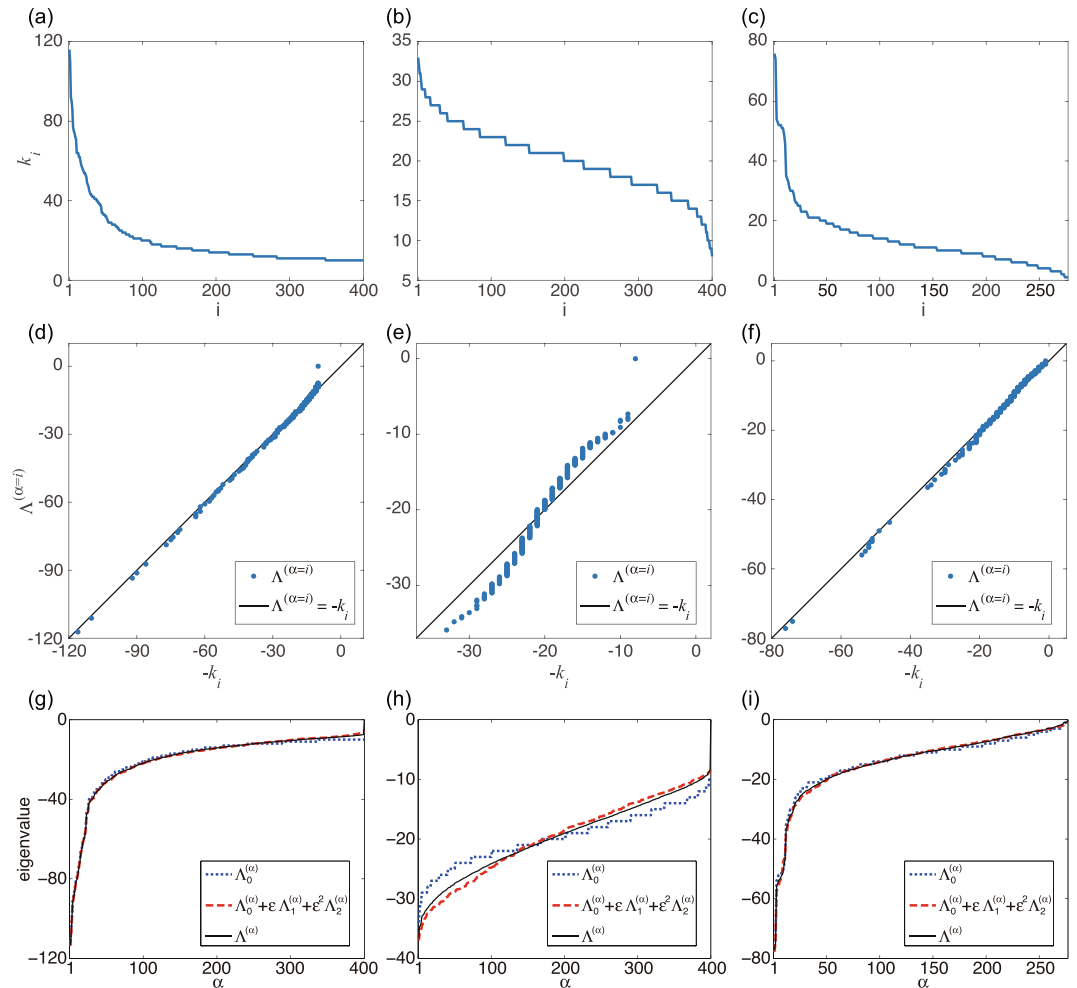 (a)
120
80
40
0
k_i
1
100
200
300
400
i
(b)
35
30
25
20
15
10
5
1
100
200
300
400
i
(c)
80
60
40
20
0
1
50
100
150
200
250
i
(d)
0
-30
-60
-90
-120
Λ^(α=i)
-120
-90
-60
-30
0
-k_i
Λ^(α=i)
Λ^(α=i) = -k_i
(e)
0
-10
-20
-30
-30
-20
-10
0
-k_i
Λ^(α=i)
Λ^(α=i) = -k_i
(f)
0
-20
-40
-60
-80
-80
-60
-40
-20
0
-k_i
Λ^(α=i)
Λ^(α=i) = -k_i
(g)
0
−40
−80
−120
eigenvalue
1
100
200
300
400
α
Λ_0^(α)
Λ_0^(α) + ε Λ_1^(α) + ε^2 Λ_2^(α)
Λ^(α)
(h)
0
−10
−20
−30
−40
1
100
200
300
400
α
Λ_0^(α)
Λ_0^(α) + ε Λ_1^(α) + ε^2 Λ_2^(α)
Λ^(α)
(i)
0
−20
−40
−60
−80
1
50
100
150
200
250
α
Λ_0^(α)
Λ_0^(α) + ε Λ_1^(α) + ε^2 Λ_2^(α)
Λ^(α)